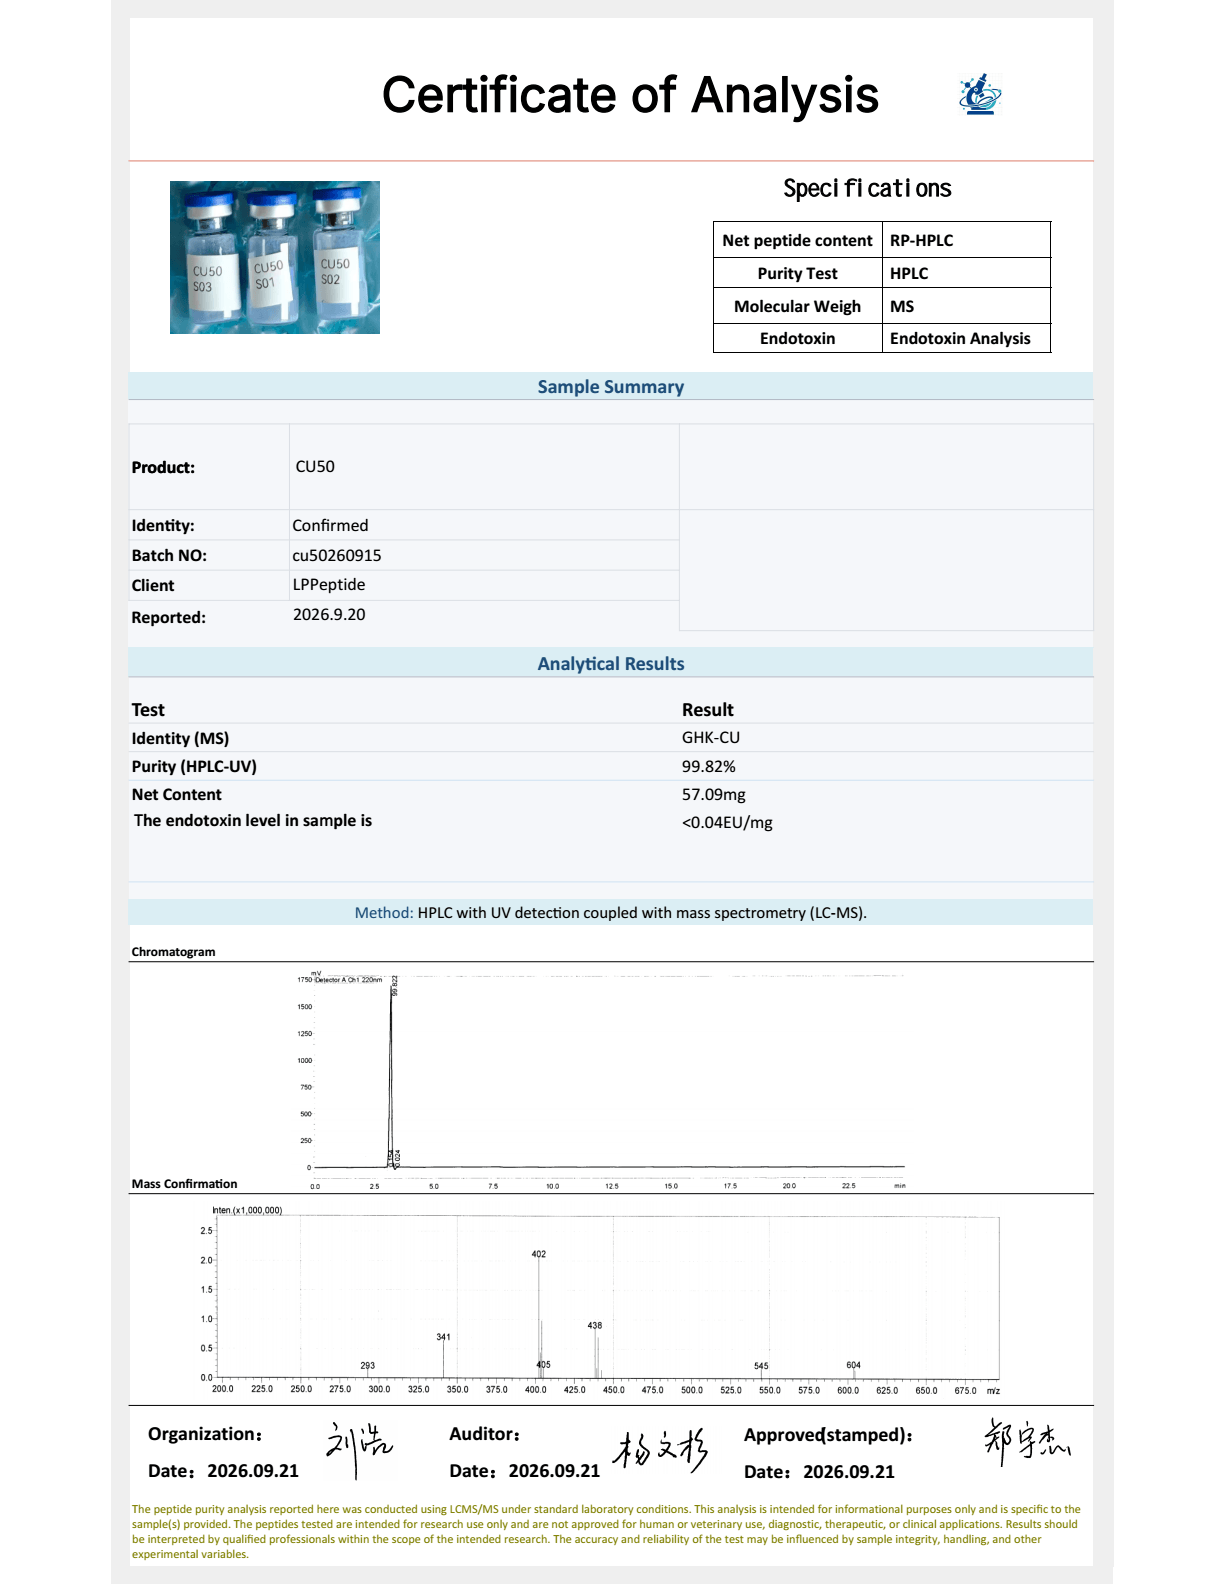 Certificate of Analysis
CU50
S03
CU50
S01
CU50
S02
Specifications
Net peptide content RP-HPLC
Purity Test HPLC
Molecular Weigh MS
Endotoxin Endotoxin Analysis
Sample Summary
Product: CU50
Identity: Confirmed
Batch NO: cu50260915
Client LPPeptide
Reported: 2026.9.20
Analytical Results
Test Result
Identity (MS) GHK-CU
Purity (HPLC-UV) 99.82%
Net Content 57.09mg
The endotoxin level in sample is <0.04EU/mg
Method: HPLC with UV detection coupled with mass spectrometry (LC-MS).
Chromatogram
mV
1750 Detector A Ch1 220nm 99.822
1500
1250
1000
750
500
250
0.154 0.024
0
0.0 2.5 5.0 7.5 10.0 12.5 15.0 17.5 20.0 22.5 min
Mass Confirmation
Inten.(x1,000,000)
2.5
402
2.0
1.5
1.0
438
341
0.5
293 405 545 604
0.0
200.0 225.0 250.0 275.0 300.0 325.0 350.0 375.0 400.0 425.0 450.0 475.0 500.0 525.0 550.0 575.0 600.0 625.0 650.0 675.0 m/z
Organization: 刘浩 Auditor: 杨文杉 Approved(stamped): 郑宇杰
Date: 2026.09.21 Date: 2026.09.21 Date: 2026.09.21
The peptide purity analysis reported here was conducted using LCMS/MS under standard laboratory conditions. This analysis is intended for informational purposes only and is specific to the
sample(s) provided. The peptides tested are intended for research use only and are not approved for human or veterinary use, diagnostic, therapeutic, or clinical applications. Results should
be interpreted by qualified professionals within the scope of the intended research. The accuracy and reliability of the test may be influenced by sample integrity, handling, and other
experimental variables.